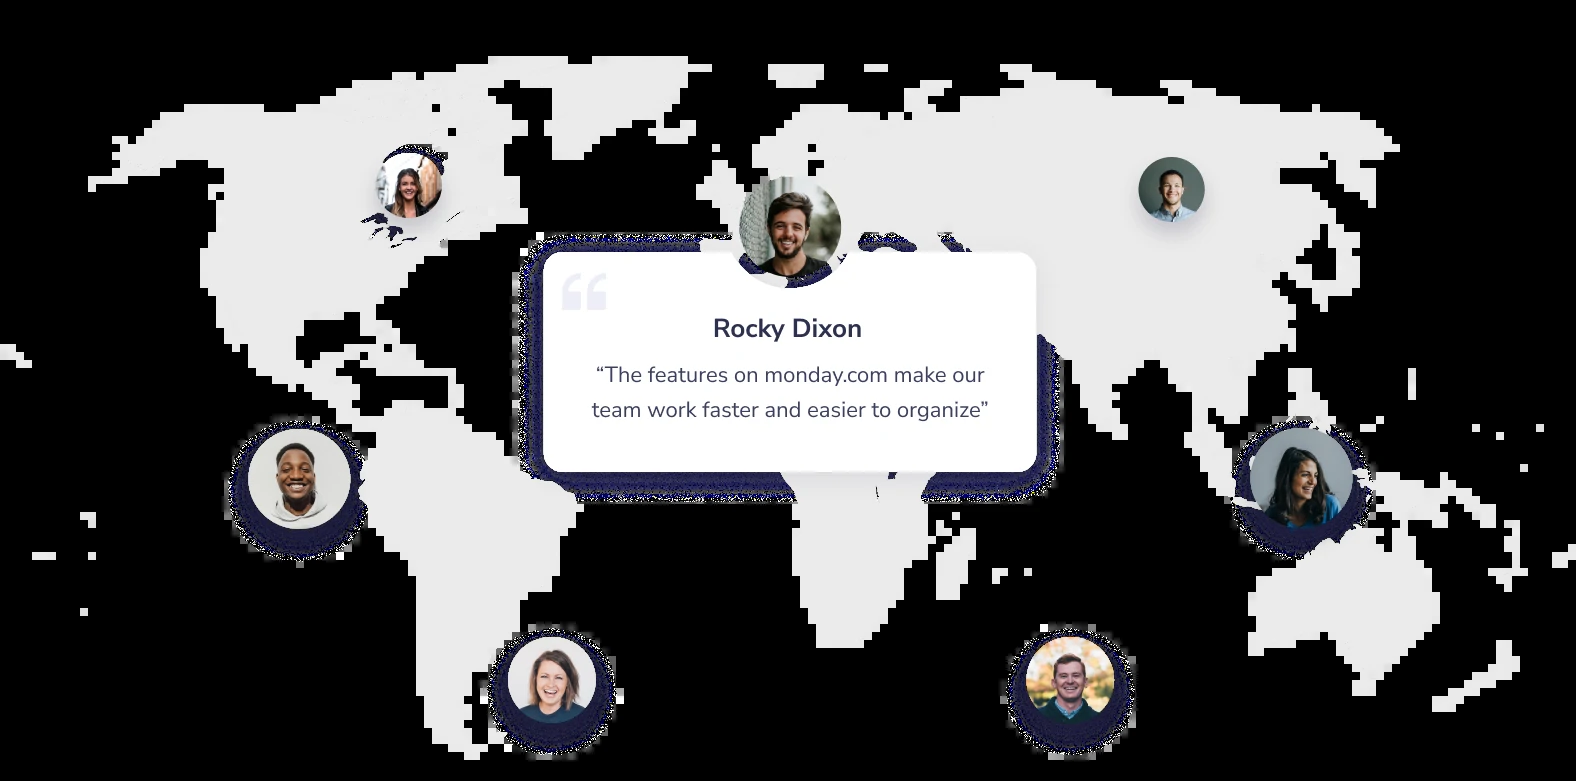 Rocky Dixon
“The features on monday.com make our
team work faster and easier to organize”